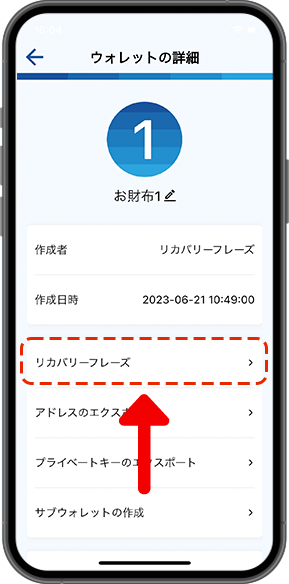 ウォレットの詳細
1
お財布1
作成者 リカバリーフレーズ
作成日時 2023-06-21 10:49:00
リカバリーフレーズ
アドレスのエクスポ
プライベートキーのエクスポート
サブウォレットの作成